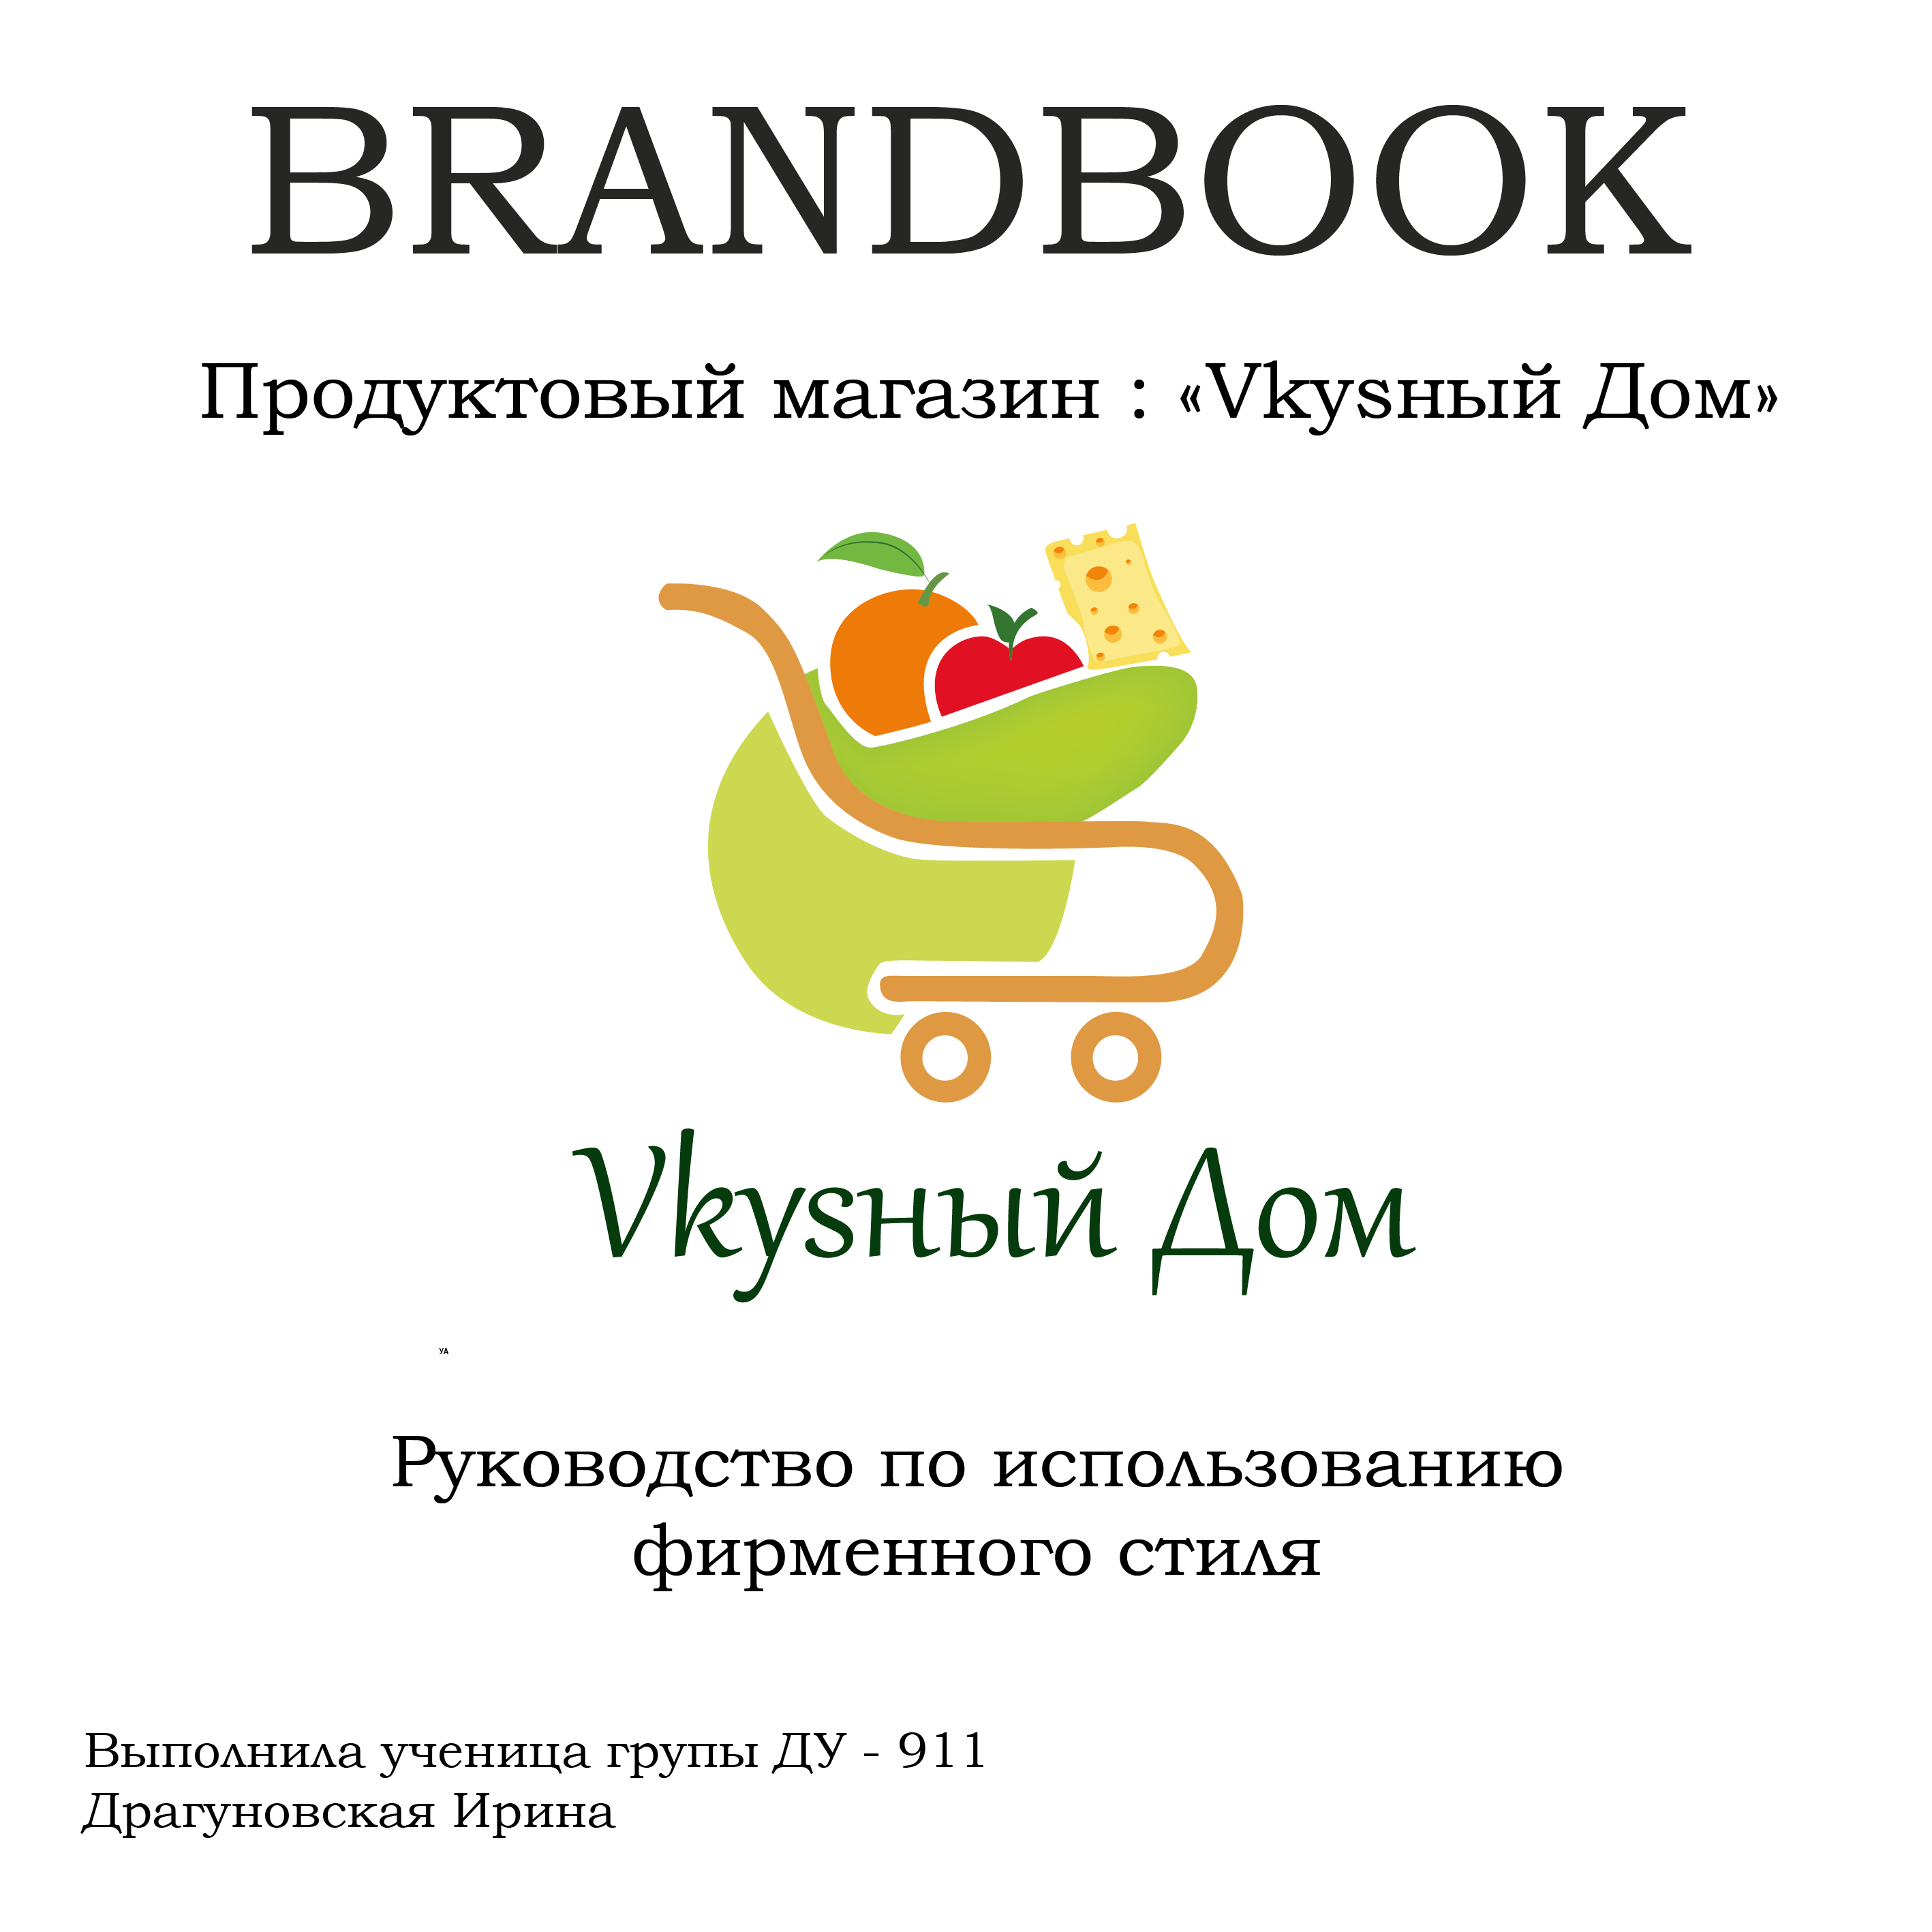 BRANDBOOK
Продуктовый магазин : «Vkysный Дом»
Vkysный Дом
УА
Руководство по использованию
фирменного стиля
Выполнила ученица групы ДУ - 911
Драгуновская Ирина